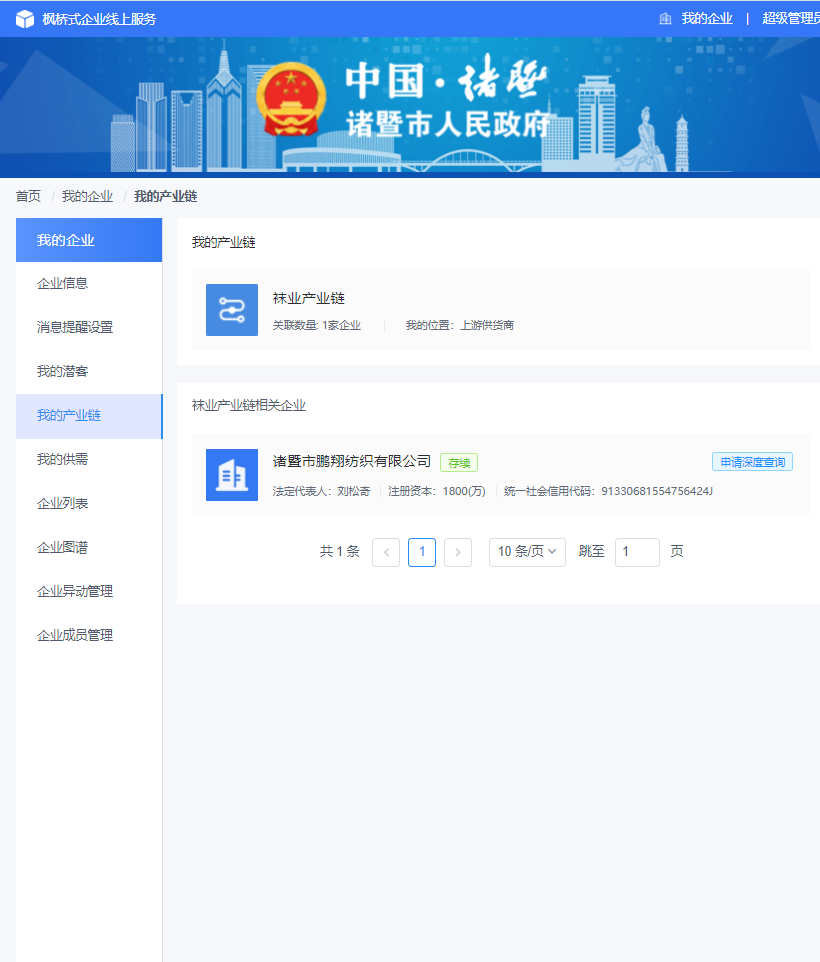 枫桥式企业线上服务
我的企业 | 超级管理员
中国·诸暨
诸暨市人民政府
首页 / 我的企业 / 我的产业链
我的企业
企业信息
消息提醒设置
我的潜客
我的产业链
我的供需
企业列表
企业图谱
企业异动管理
企业成员管理
我的产业链
袜业产业链
关联数量: 1家企业 我的位置: 上游供货商
袜业产业链相关企业
诸暨市鹏翔纺织有限公司 存续 申请深度查询
法定代表人: 刘松奇 注册资本: 1800(万) 统一社会信用代码: 91330681554756424J
共 1 条 < 1 > 10 条/页 跳至 1 页